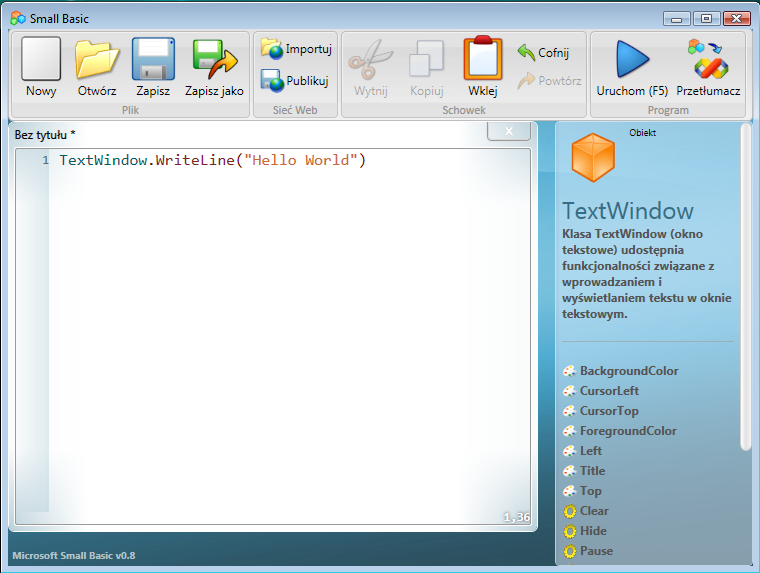 Small Basic
Nowy
Otwórz
Zapisz
Zapisz jako
Plik
Importuj
Publikuj
Sieć Web
Wytnij
Kopiuj
Wklej
Cofnij
Powtórz
Schowek
Uruchom (F5)
Przetłumacz
Program
Bez tytułu *
1 TextWindow.WriteLine("Hello World")
1,36
Microsoft Small Basic v0.8
Obiekt
TextWindow
Klasa TextWindow (okno
tekstowe) udostępnia
funkcjonalności związane z
wprowadzaniem i
wyświetlaniem tekstu w oknie
tekstowym.
BackgroundColor
CursorLeft
CursorTop
ForegroundColor
Left
Title
Top
Clear
Hide
Pause